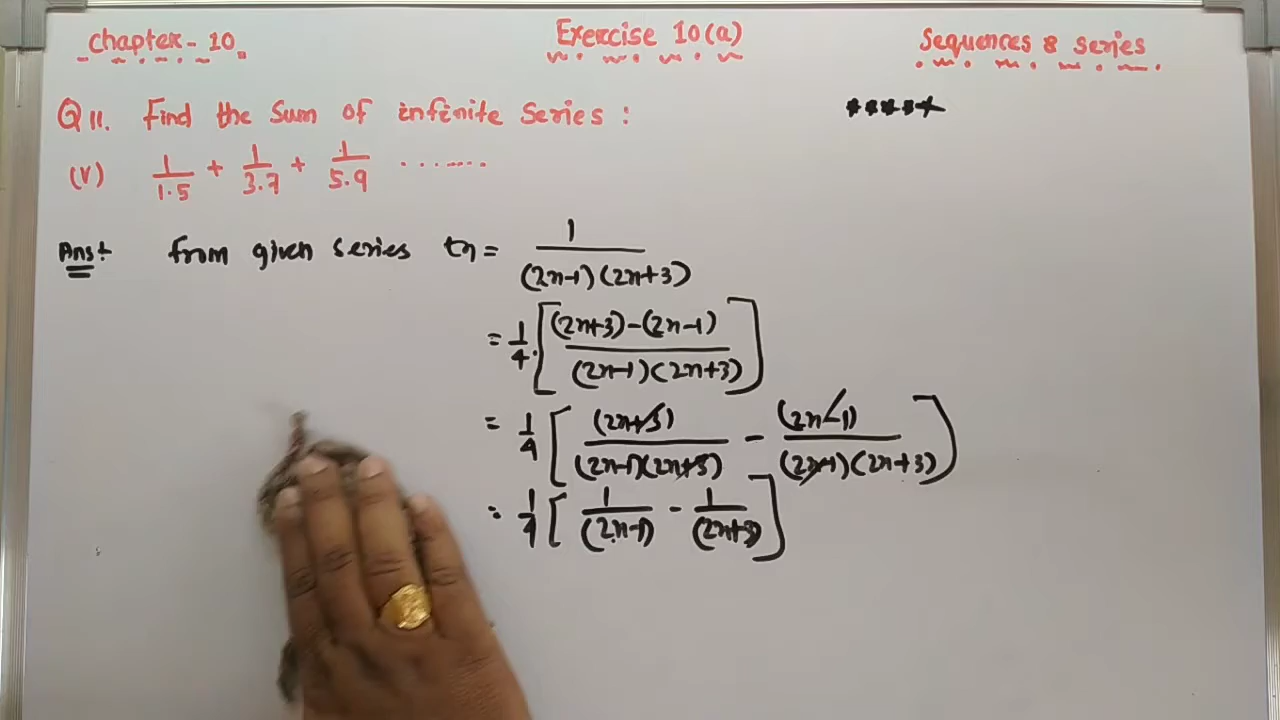 Chapter - 10. Exercise 10(a) Sequences & Series
Q 11. Find the Sum of infinite Series :
(V) 1/1.5 + 1/3.7 + 1/5.9 .......
Ans: from given series tn = 1/(2n-1)(2n+3)
= 1/4 . [(2n+3)-(2n-1)/(2n-1)(2n+3)]
= 1/4 [(2n+3)/(2n-1)(2n+3) - (2n-1)/(2n-1)(2n+3)]
= 1/4 [1/(2n-1) - 1/(2n+3)]